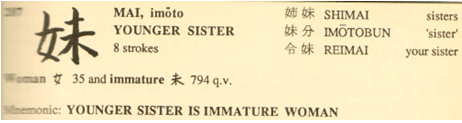 287 妹 MAI, imōto 姉妹 SHIMAI sisters
YOUNGER SISTER 妹分 IMŌTOBUN 'sister'
8 strokes 令妹 REIMAI your sister
Woman 女 35 and immature 未 794 q.v.
Mnemonic: YOUNGER SISTER IS IMMATURE WOMAN